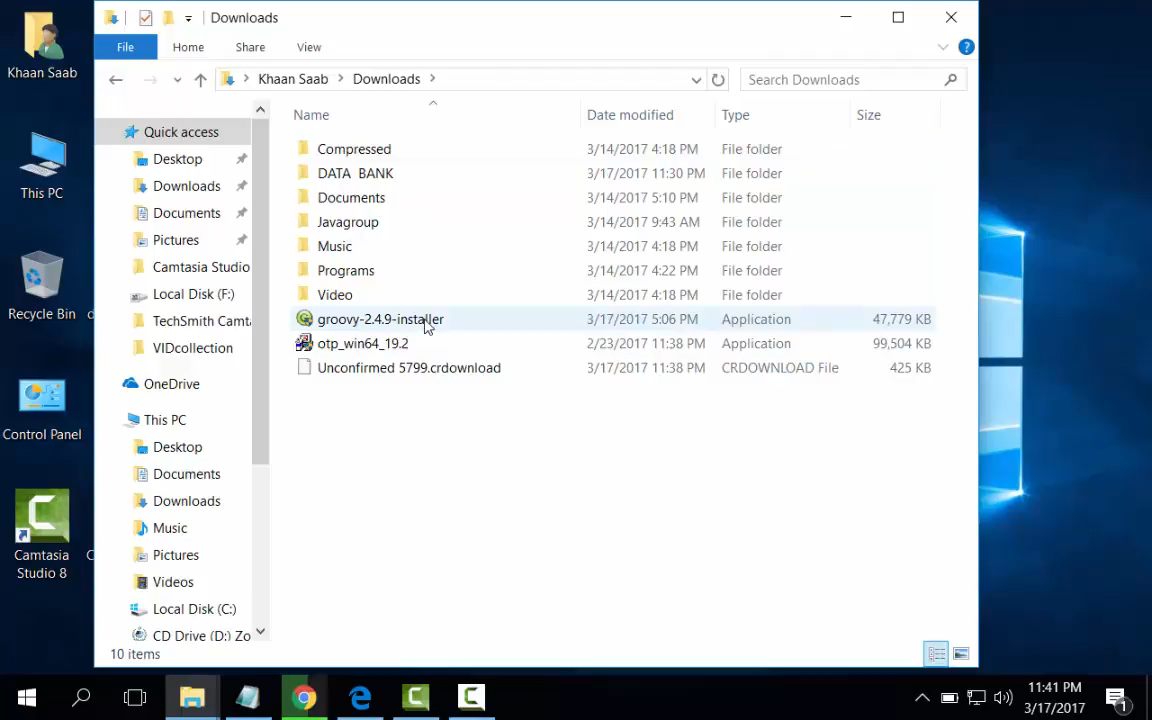 Downloads
File Home Share View
Khaan Saab Downloads Search Downloads
Name Date modified Type Size
Quick access
Desktop
Downloads
Documents
Pictures
Camtasia Studio
Local Disk (F:)
TechSmith Camt
VIDcollection
OneDrive
This PC
Desktop
Documents
Downloads
Music
Pictures
Videos
Local Disk (C:)
CD Drive (D:) Zo
Compressed 3/14/2017 4:18 PM File folder
DATA BANK 3/17/2017 11:30 PM File folder
Documents 3/14/2017 5:10 PM File folder
Javagroup 3/14/2017 9:43 AM File folder
Music 3/14/2017 4:18 PM File folder
Programs 3/14/2017 4:22 PM File folder
Video 3/14/2017 4:18 PM File folder
groovy-2.4.9-installer 3/17/2017 5:06 PM Application 47,779 KB
otp_win64_19.2 2/23/2017 11:38 PM Application 99,504 KB
Unconfirmed 5799.crdownload 3/17/2017 11:38 PM CRDOWNLOAD File 425 KB
10 items
Khaan Saab
This PC
Recycle Bin
Control Panel
Camtasia
Studio 8
11:41 PM
3/17/2017
1